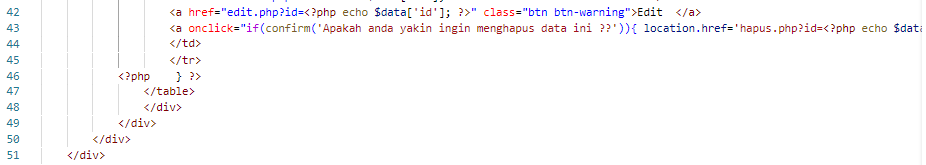 42 <a href="edit.php?id=<?php echo $data['id']; ?>" class="btn btn-warning">Edit </a>
43 <a onclick="if(confirm('Apakah anda yakin ingin menghapus data ini ??')){ location.href='hapus.php?id=<?php echo $data
44 </td>
45 </tr>
46 <?php } ?>
47 </table>
48 </div>
49 </div>
50 </div>
51 </div>